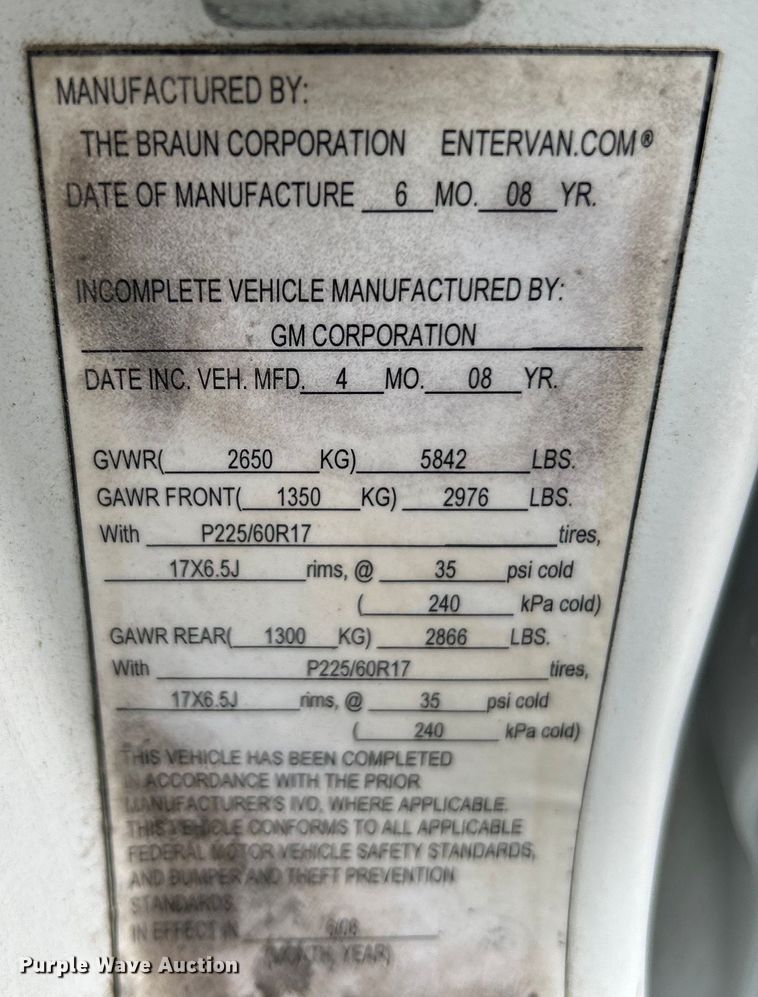 MANUFACTURED BY:
THE BRAUN CORPORATION ENTERVAN.COM®
DATE OF MANUFACTURE 6 MO. 08 YR.
INCOMPLETE VEHICLE MANUFACTURED BY:
GM CORPORATION
DATE INC. VEH. MFD. 4 MO. 08 YR.
GVWR( 2650 KG) 5842 LBS.
GAWR FRONT( 1350 KG) 2976 LBS.
With P225/60R17 tires,
17X6.5J rims, @ 35 psi cold
( 240 kPa cold)
GAWR REAR( 1300 KG) 2866 LBS.
With P225/60R17 tires,
17X6.5J rims, @ 35 psi cold
( 240 kPa cold)
THIS VEHICLE HAS BEEN COMPLETED
IN ACCORDANCE WITH THE PRIOR
MANUFACTURER'S IVD, WHERE APPLICABLE.
THIS VEHICLE CONFORMS TO ALL APPLICABLE
FEDERAL MOTOR VEHICLE SAFETY STANDARDS,
AND BUMPER AND THEFT PREVENTION
STANDARDS
IN EFFECT IN 6/08
(MONTH, YEAR)
Purple Wave Auction